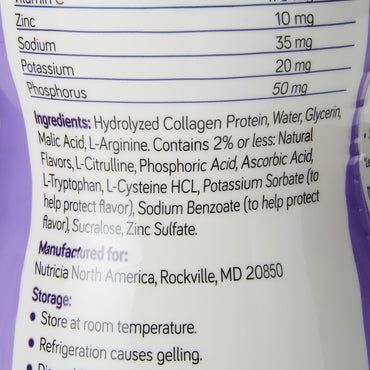 Vitamin C
Zinc 10 mg
Sodium 35 mg
Potassium 20 mg
Phosphorus 50 mg
Ingredients: Hydrolyzed Collagen Protein, Water, Glycerin,
Malic Acid, L-Arginine. Contains 2% or less: Natural
Flavors, L-Citrulline, Phosphoric Acid, Ascorbic Acid,
L-Tryptophan, L-Cysteine HCL, Potassium Sorbate (to
help protect flavor), Sodium Benzoate (to help protect
flavor), Sucralose, Zinc Sulfate.
Manufactured for:
Nutricia North America, Rockville, MD 20850
Storage:
• Store at room temperature.
• Refrigeration causes gelling.